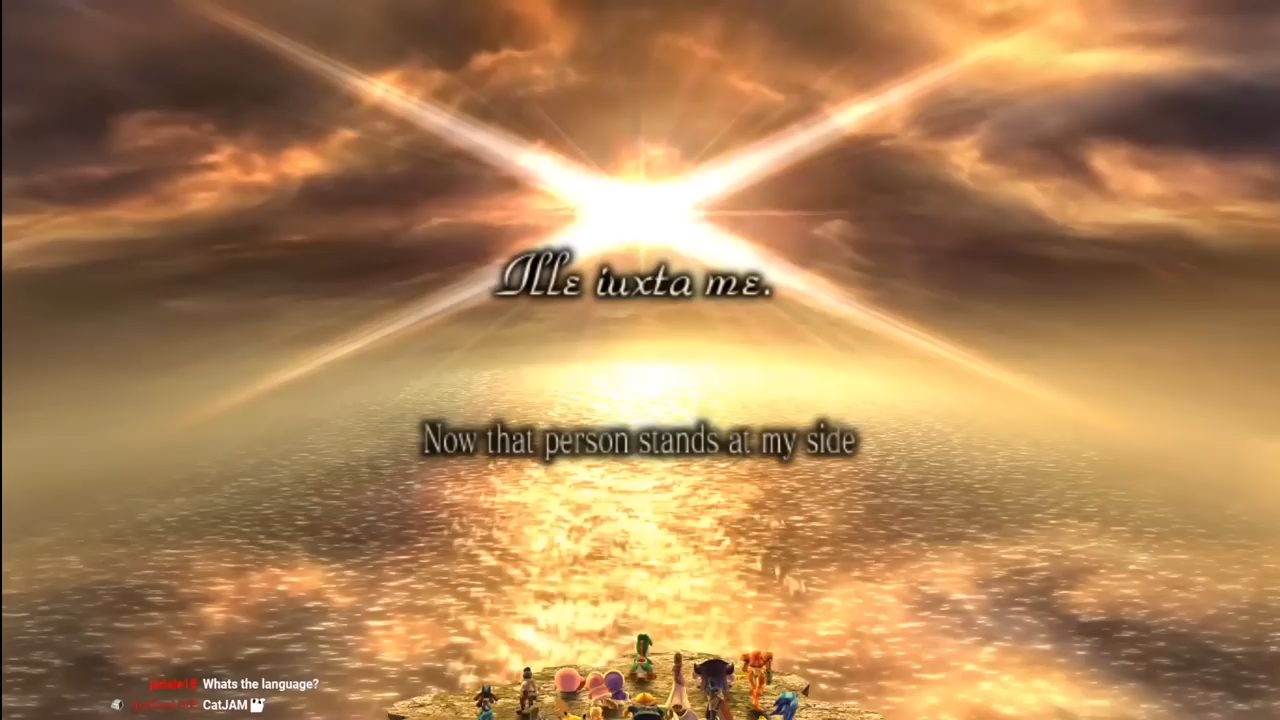 Ille iuxta me.
Now that person stands at my side
Whats the language?
CatJAM